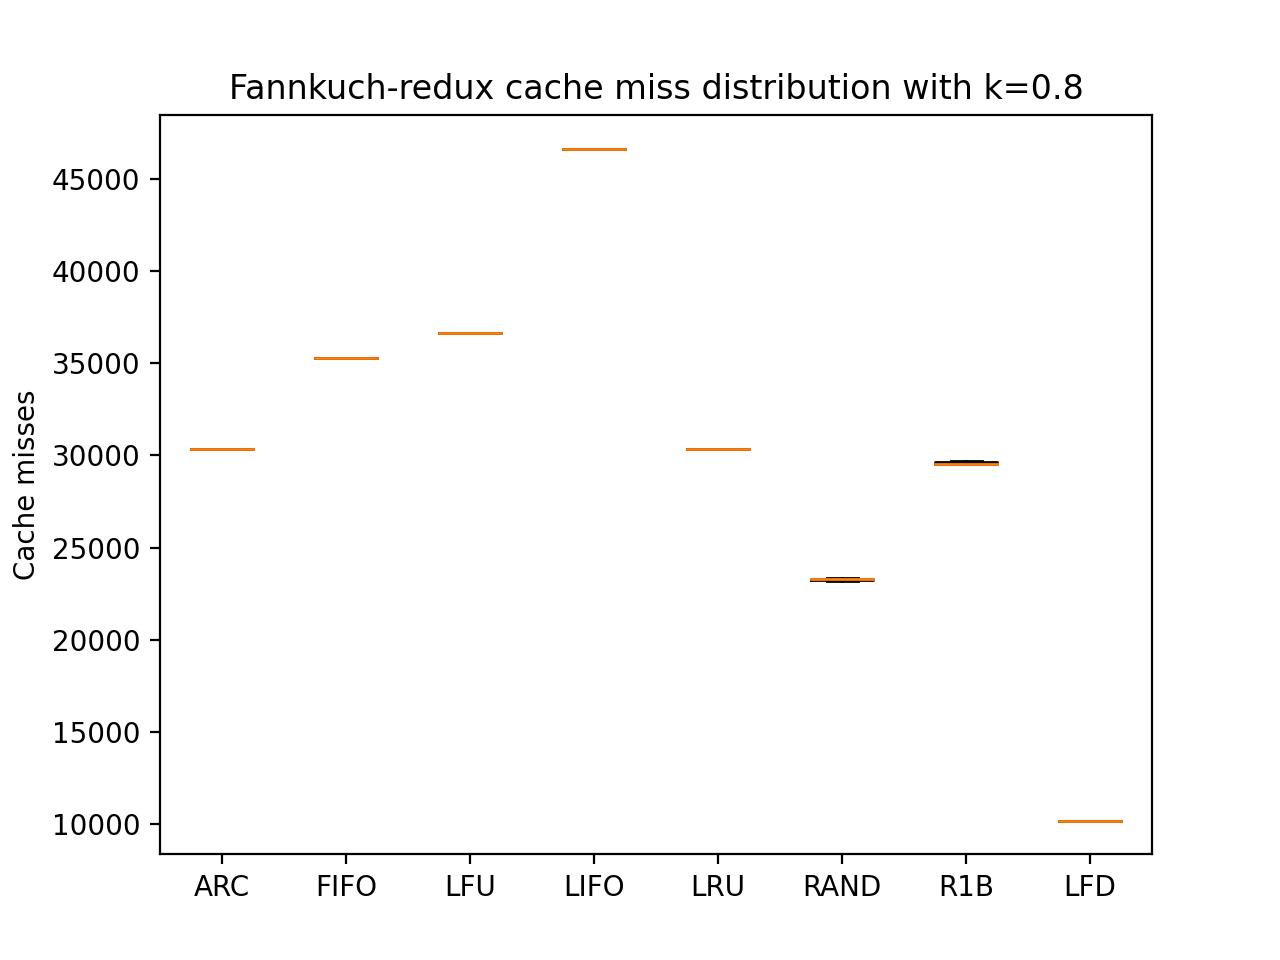 Fannkuch-redux cache miss distribution with k=0.8
Cache misses
45000
40000
35000
30000
25000
20000
15000
10000
ARC FIFO LFU LIFO LRU RAND R1B LFD